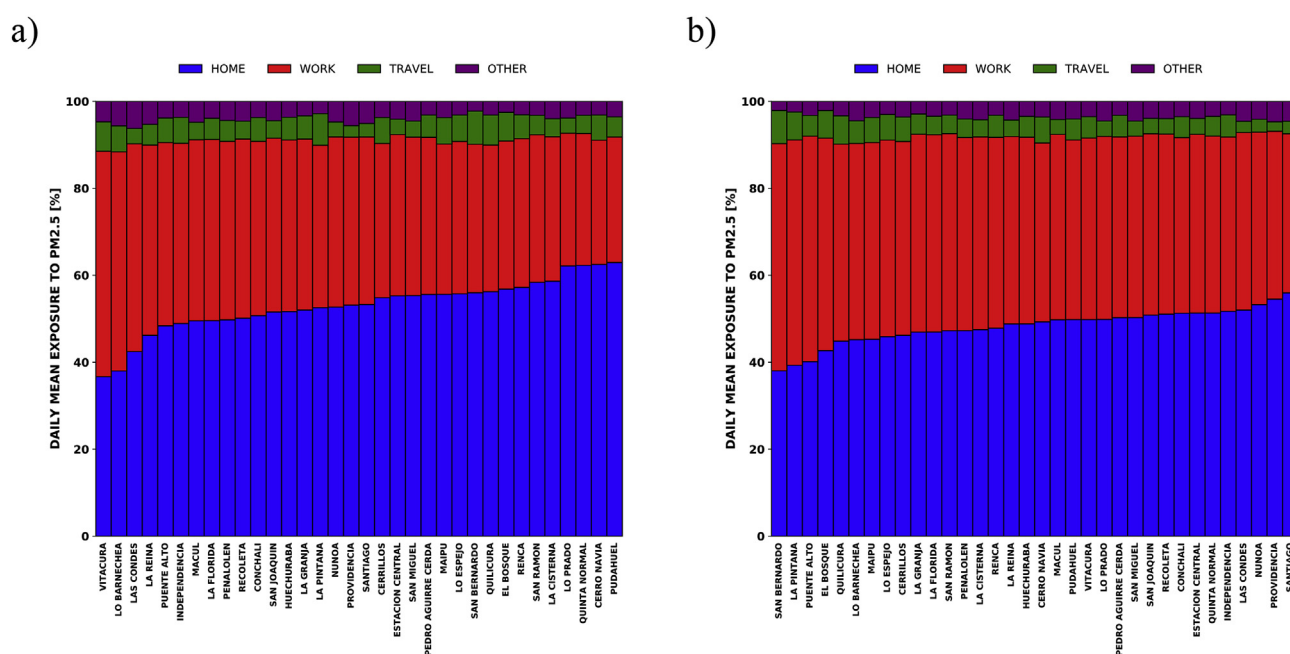 a)
HOME WORK TRAVEL OTHER
100
80
60
40
20
0
DAILY MEAN EXPOSURE TO PM2.5 [%]
VITACURA
LO BARNECHEA
LAS CONDES
LA REINA
PUENTE ALTO
INDEPENDENCIA
MACUL
LA FLORIDA
PENALOLEN
RECOLETA
CONCHALI
SAN JOAQUIN
HUECHURABA
LA GRANJA
LA PINTANA
NUNOA
PROVIDENCIA
SANTIAGO
CERRILLOS
ESTACION CENTRAL
SAN MIGUEL
PEDRO AGUIRRE CERDA
MAIPU
LO ESPEJO
SAN BERNARDO
QUILICURA
EL BOSQUE
RENCA
SAN RAMON
LA CISTERNA
LO PRADO
QUINTA NORMAL
CERRO NAVIA
PUDAHUEL
b)
HOME WORK TRAVEL OTHER
100
80
60
40
20
0
DAILY MEAN EXPOSURE TO PM2.5 [%]
SAN BERNARDO
LA PINTANA
PUENTE ALTO
EL BOSQUE
QUILICURA
LO BARNECHEA
MAIPU
LO ESPEJO
CERRILLOS
LA GRANJA
LA FLORIDA
SAN RAMON
PENALOLEN
LA CISTERNA
RENCA
LA REINA
HUECHURABA
CERRO NAVIA
MACUL
PUDAHUEL
VITACURA
LO PRADO
PEDRO AGUIRRE CERDA
SAN MIGUEL
SAN JOAQUIN
RECOLETA
CONCHALI
ESTACION CENTRAL
QUINTA NORMAL
INDEPENDENCIA
LAS CONDES
NUNOA
PROVIDENCIA
SANTIAGO